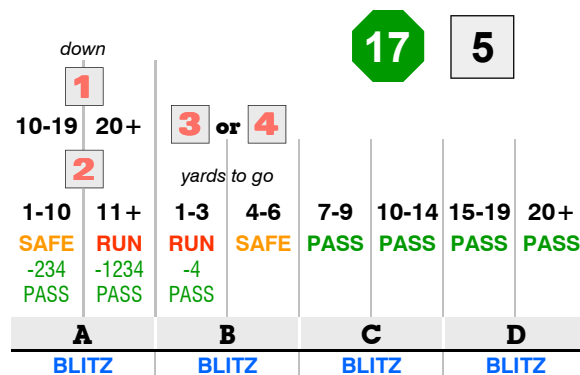 17 5
down
1
10-19 20+ 3 or 4
2 yards to go
1-10 11+ 1-3 4-6 7-9 10-14 15-19 20+
SAFE RUN RUN SAFE PASS PASS PASS PASS
-234 -1234 -4
PASS PASS PASS
A B C D
BLITZ BLITZ BLITZ BLITZ